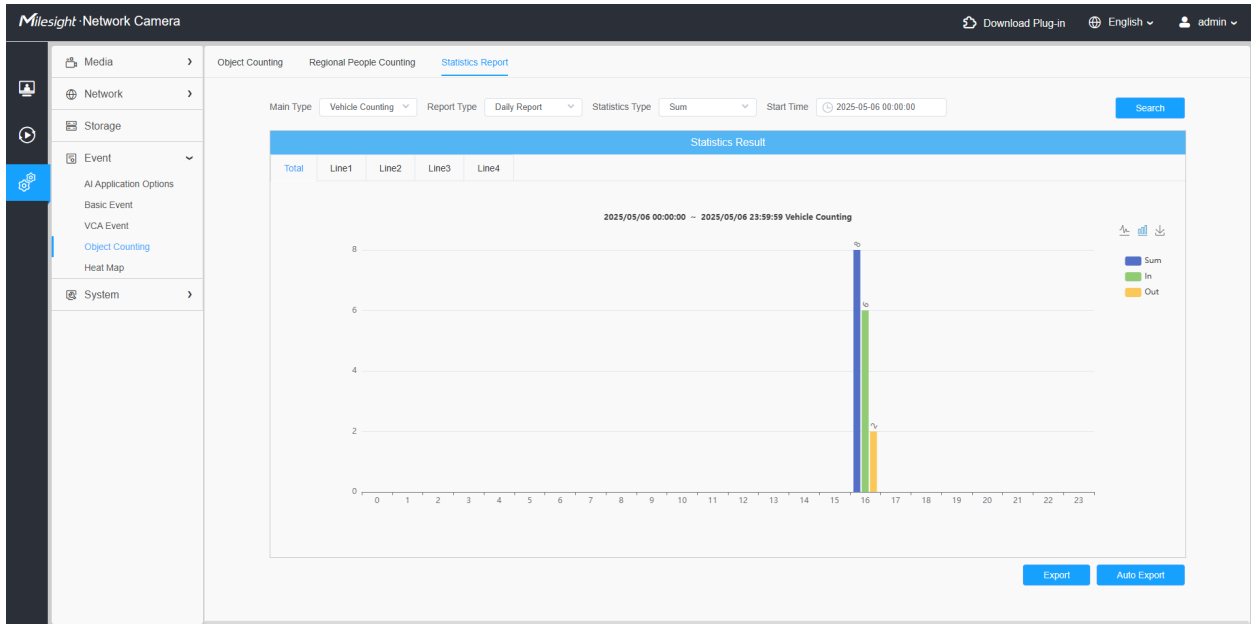 Milesight · Network Camera
Download Plug-in English admin
Media
Network
Storage
Event
AI Application Options
Basic Event
VCA Event
Object Counting
Heat Map
System
Object Counting Regional People Counting Statistics Report
Main Type Vehicle Counting Report Type Daily Report Statistics Type Sum Start Time 2025-05-06 00:00:00 Search
Statistics Result
Total Line1 Line2 Line3 Line4
2025/05/06 00:00:00 ~ 2025/05/06 23:59:59 Vehicle Counting
Sum
In
Out
8
6
4
2
0
8
6
2
0 1 2 3 4 5 6 7 8 9 10 11 12 13 14 15 16 17 18 19 20 21 22 23
Export Auto Export